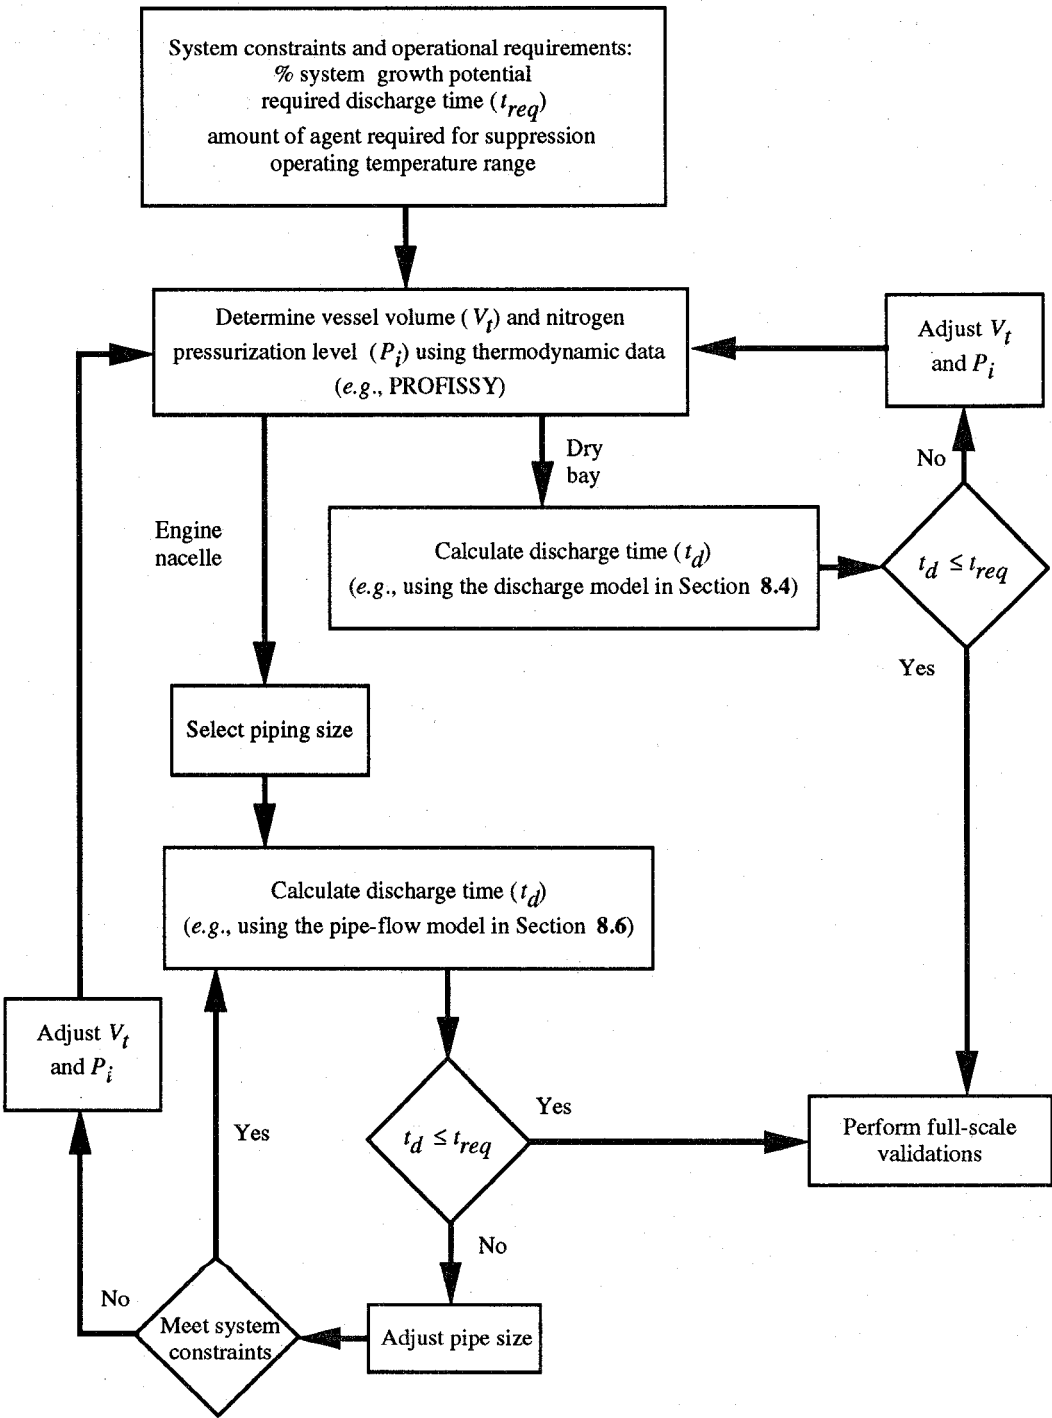 System constraints and operational requirements:
% system growth potential
required discharge time (t_req)
amount of agent required for suppression
operating temperature range
Determine vessel volume (V_t) and nitrogen
pressurization level (P_i) using thermodynamic data
(e.g., PROFISSY)
Adjust V_t
and P_i
No
Dry
bay
Engine
nacelle
Calculate discharge time (t_d)
(e.g., using the discharge model in Section 8.4)
t_d ≤ t_req
Yes
Select piping size
Calculate discharge time (t_d)
(e.g., using the pipe-flow model in Section 8.6)
Adjust V_t
and P_i
Yes
t_d ≤ t_req
Yes
Perform full-scale
validations
No
No
Meet system
constraints
Adjust pipe size